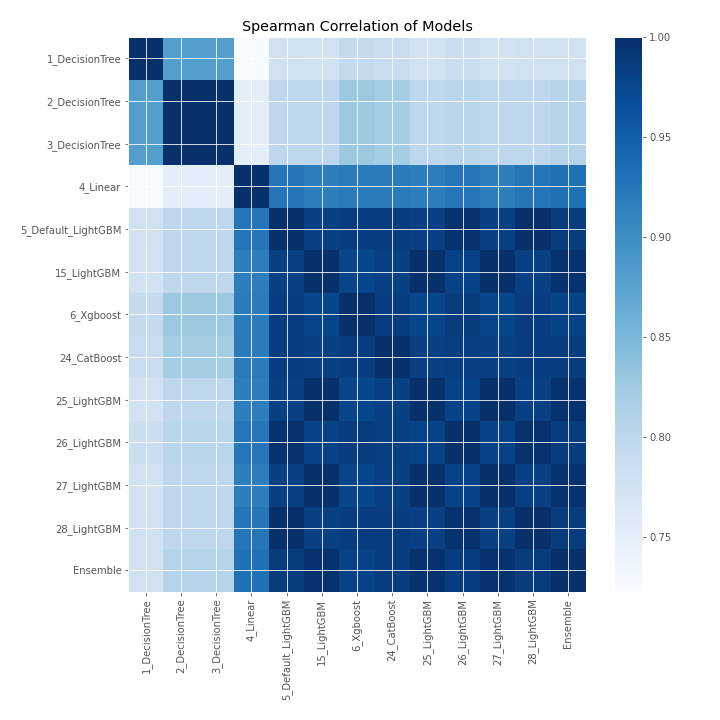 Spearman Correlation of Models
1_DecisionTree
2_DecisionTree
3_DecisionTree
4_Linear
5_Default_LightGBM
15_LightGBM
6_Xgboost
24_CatBoost
25_LightGBM
26_LightGBM
27_LightGBM
28_LightGBM
Ensemble
1_DecisionTree
2_DecisionTree
3_DecisionTree
4_Linear
5_Default_LightGBM
15_LightGBM
6_Xgboost
24_CatBoost
25_LightGBM
26_LightGBM
27_LightGBM
28_LightGBM
Ensemble
1.00
0.95
0.90
0.85
0.80
0.75